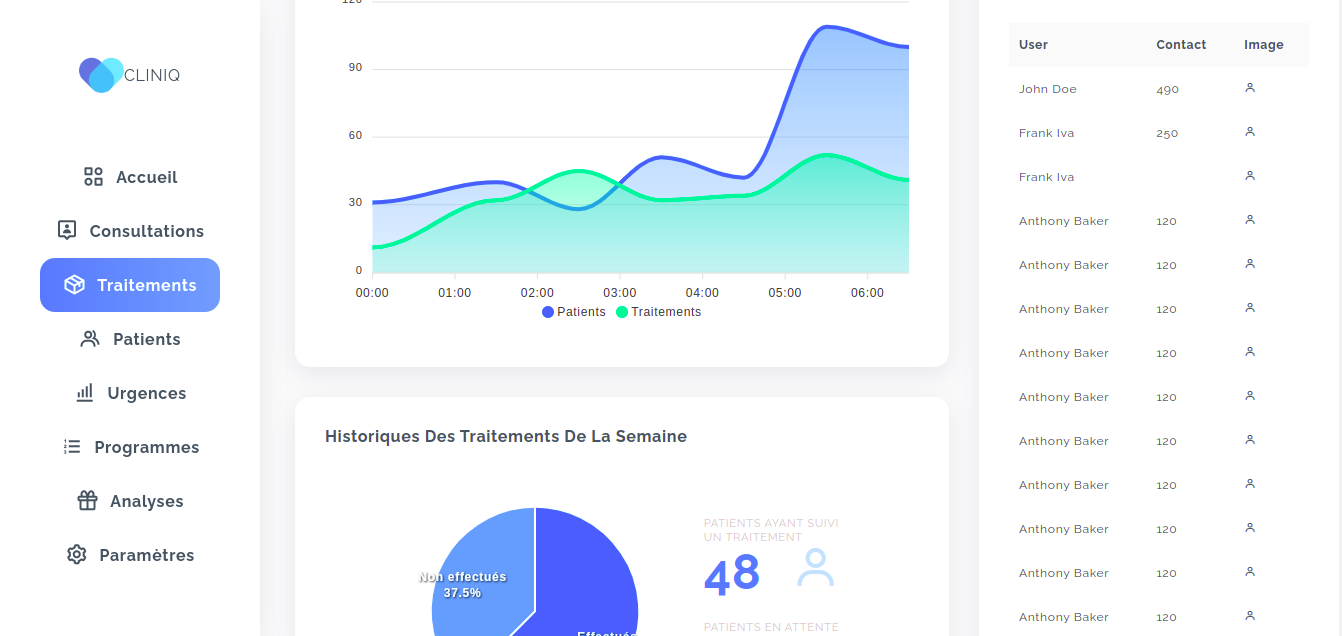 CLINIQ
Accueil
Consultations
Traitements
Patients
Urgences
Programmes
Analyses
Paramètres
120
90
60
30
0
00:00 01:00 02:00 03:00 04:00 05:00 06:00
Patients Traitements
Historiques Des Traitements De La Semaine
Non effectués
37.5%
Effectués
PATIENTS AYANT SUIVI
UN TRAITEMENT
48
PATIENTS EN ATTENTE
User Contact Image
John Doe 490
Frank Iva 250
Frank Iva
Anthony Baker 120
Anthony Baker 120
Anthony Baker 120
Anthony Baker 120
Anthony Baker 120
Anthony Baker 120
Anthony Baker 120
Anthony Baker 120
Anthony Baker 120
Anthony Baker 120